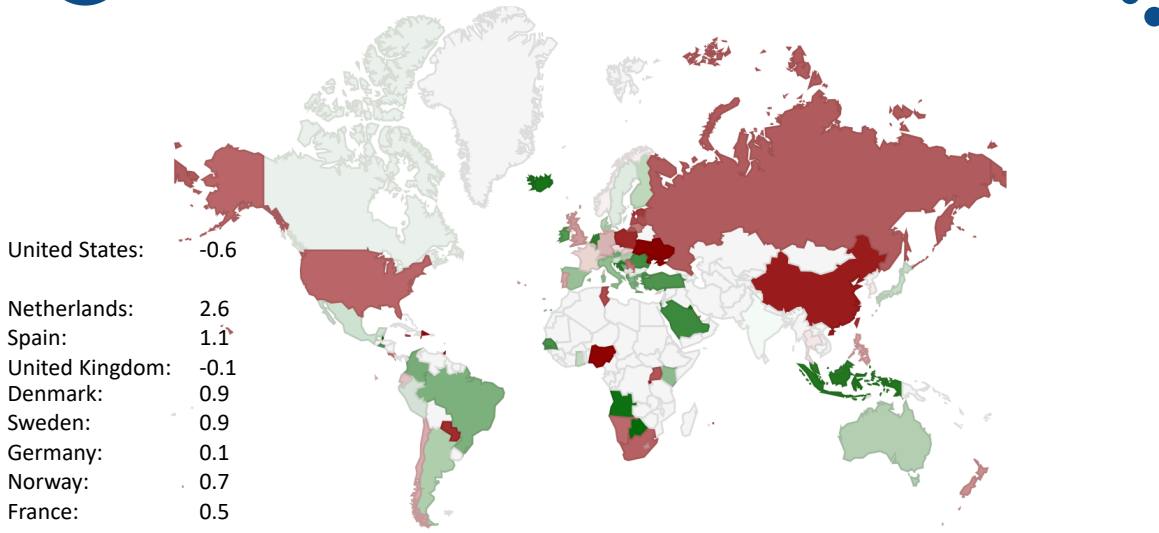 United States: -0.6
Netherlands: 2.6
Spain: 1.1
United Kingdom: -0.1
Denmark: 0.9
Sweden: 0.9
Germany: 0.1
Norway: 0.7
France: 0.5